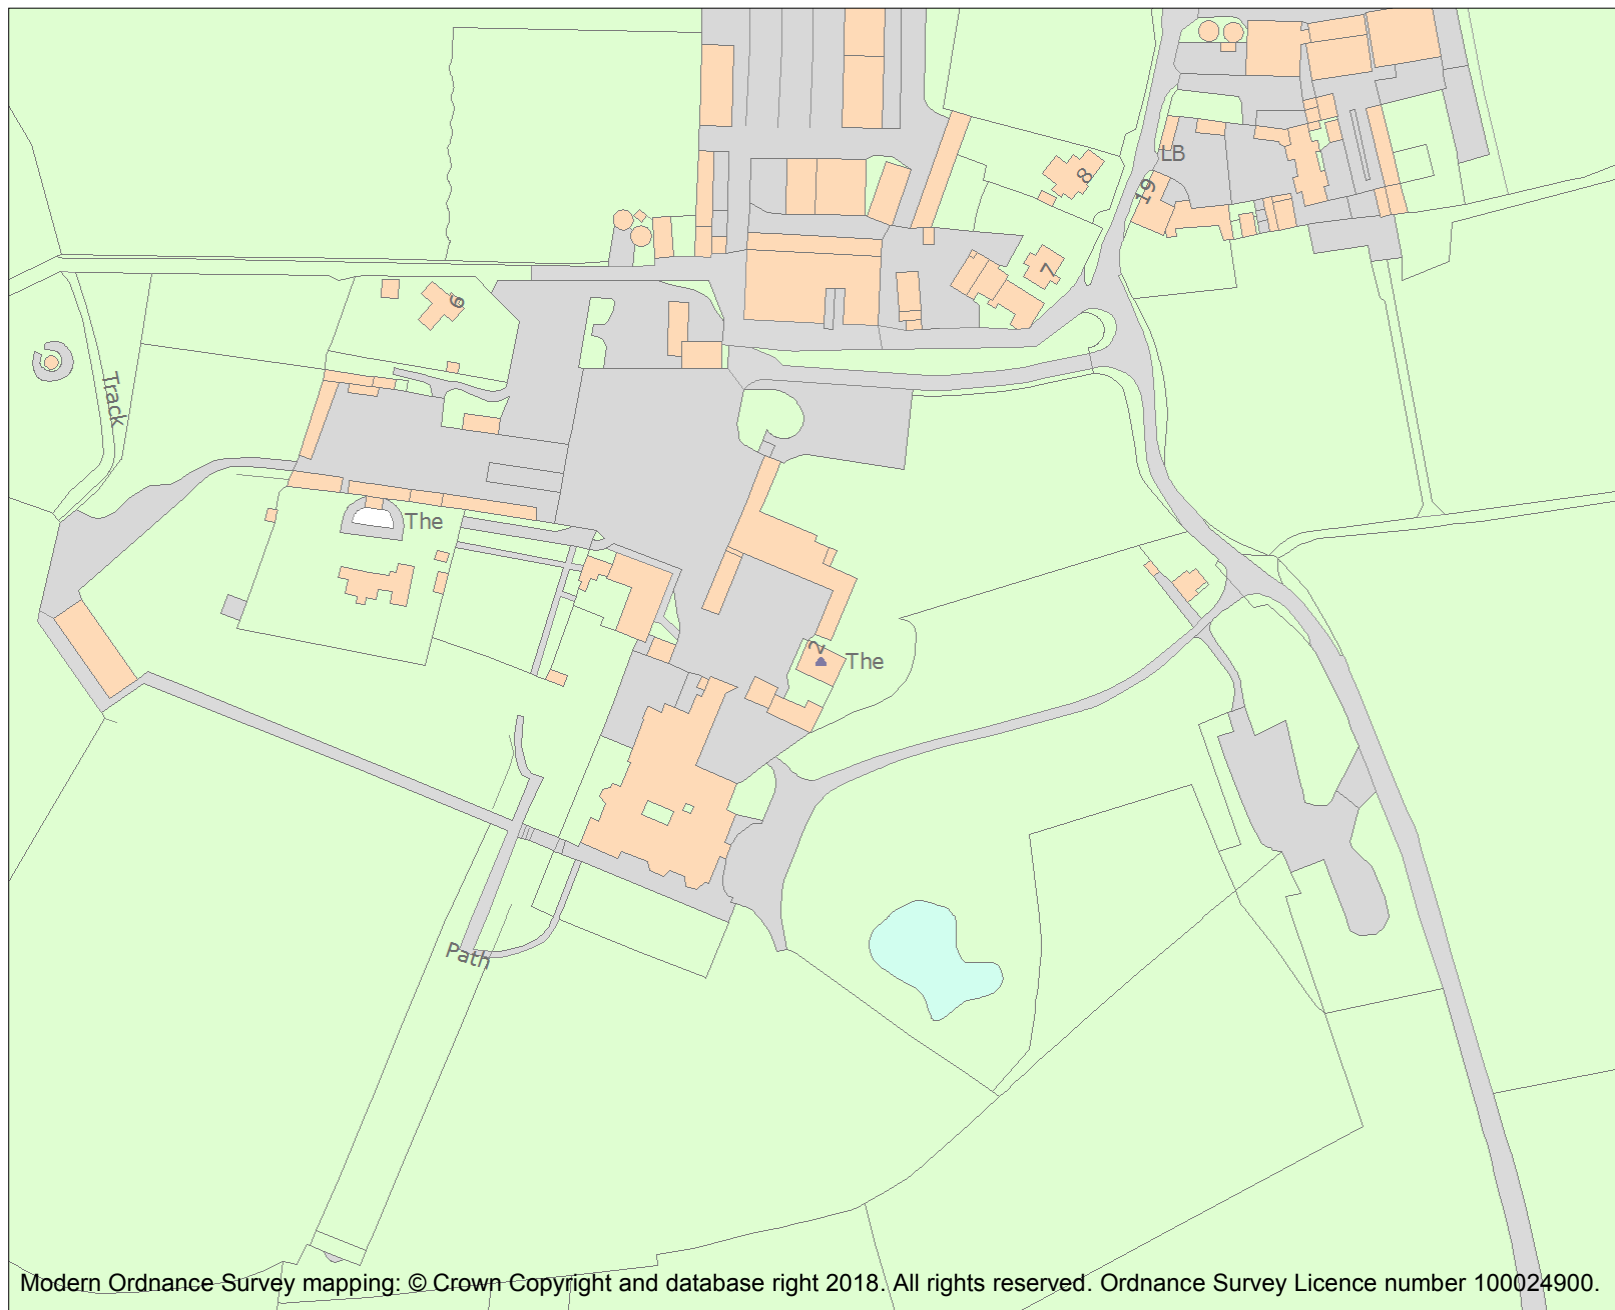 LB
8
19
7
6
Track
The
2
The
Path
Modern Ordnance Survey mapping: © Crown Copyright and database right 2018. All rights reserved. Ordnance Survey Licence number 100024900.